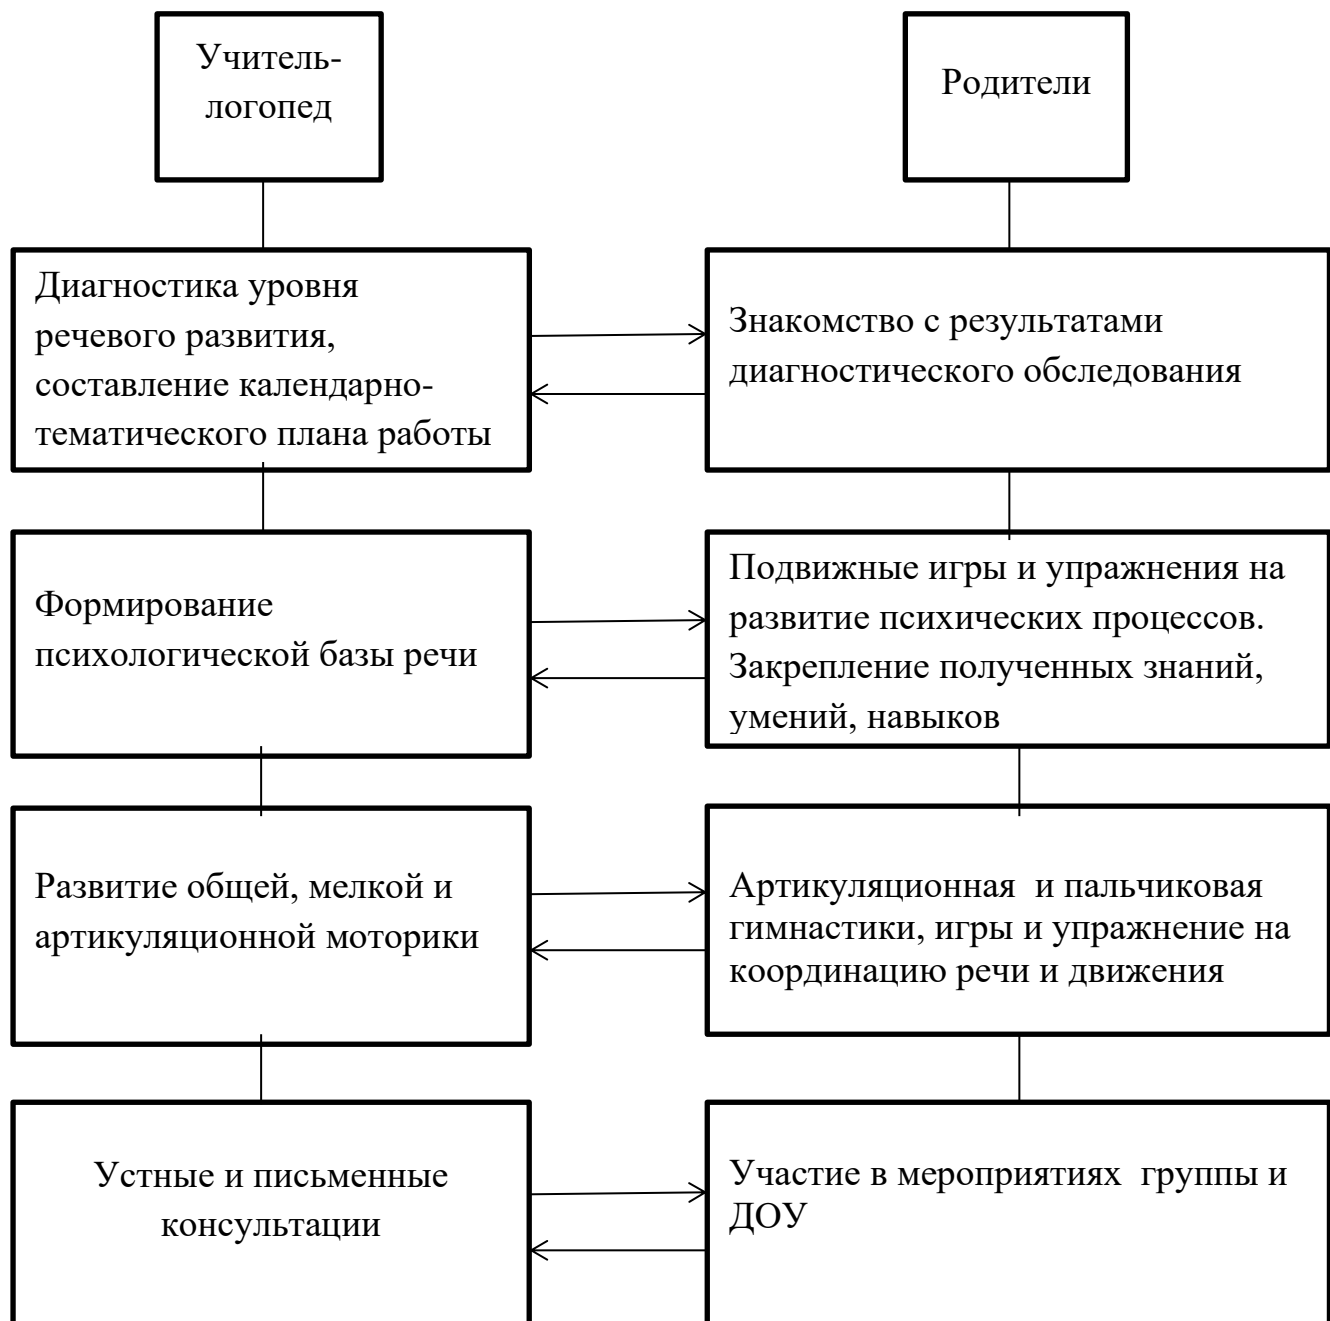 Учитель-
логопед
Родители
Диагностика уровня
речевого развития,
составление календарно-
тематического плана работы
Знакомство с результатами
диагностического обследования
Формирование
психологической базы речи
Подвижные игры и упражнения на
развитие психических процессов.
Закрепление полученных знаний,
умений, навыков
Развитие общей, мелкой и
артикуляционной моторики
Артикуляционная  и пальчиковая
гимнастики, игры и упражнение на
координацию речи и движения
Устные и письменные
консультации
Участие в мероприятиях  группы и
ДОУ